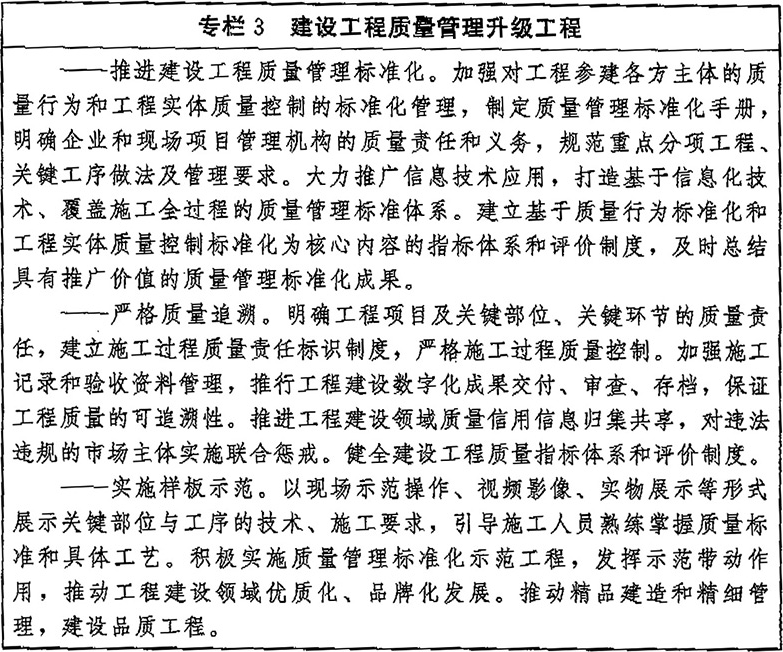 专栏3 建设工程质量管理升级工程
——推进建设工程质量管理标准化。加强对工程参建各方主体的质
量行为和工程实体质量控制的标准化管理，制定质量管理标准化手册，
明确企业和现场项目管理机构的质量责任和义务，规范重点分项工程、
关键工序做法及管理要求。大力推广信息技术应用，打造基于信息化技
术、覆盖施工全过程的质量管理标准体系。建立基于质量行为标准化和
工程实体质量控制标准化为核心内容的指标体系和评价制度，及时总结
具有推广价值的质量管理标准化成果。
——严格质量追溯。明确工程项目及关键部位、关键环节的质量责
任，建立施工过程质量责任标识制度，严格施工过程质量控制。加强施工
记录和验收资料管理，推行工程建设数字化成果交付、审查、存档，保证
工程质量的可追溯性。推进工程建设领域质量信用信息归集共享，对违法
违规的市场主体实施联合惩戒。健全建设工程质量指标体系和评价制度。
——实施样板示范。以现场示范操作、视频影像、实物展示等形式
展示关键部位与工序的技术、施工要求，引导施工人员熟练掌握质量标
准和具体工艺。积极实施质量管理标准化示范工程，发挥示范带动作
用，推动工程建设领域优质化、品牌化发展。推动精品建造和精细管
理，建设品质工程。